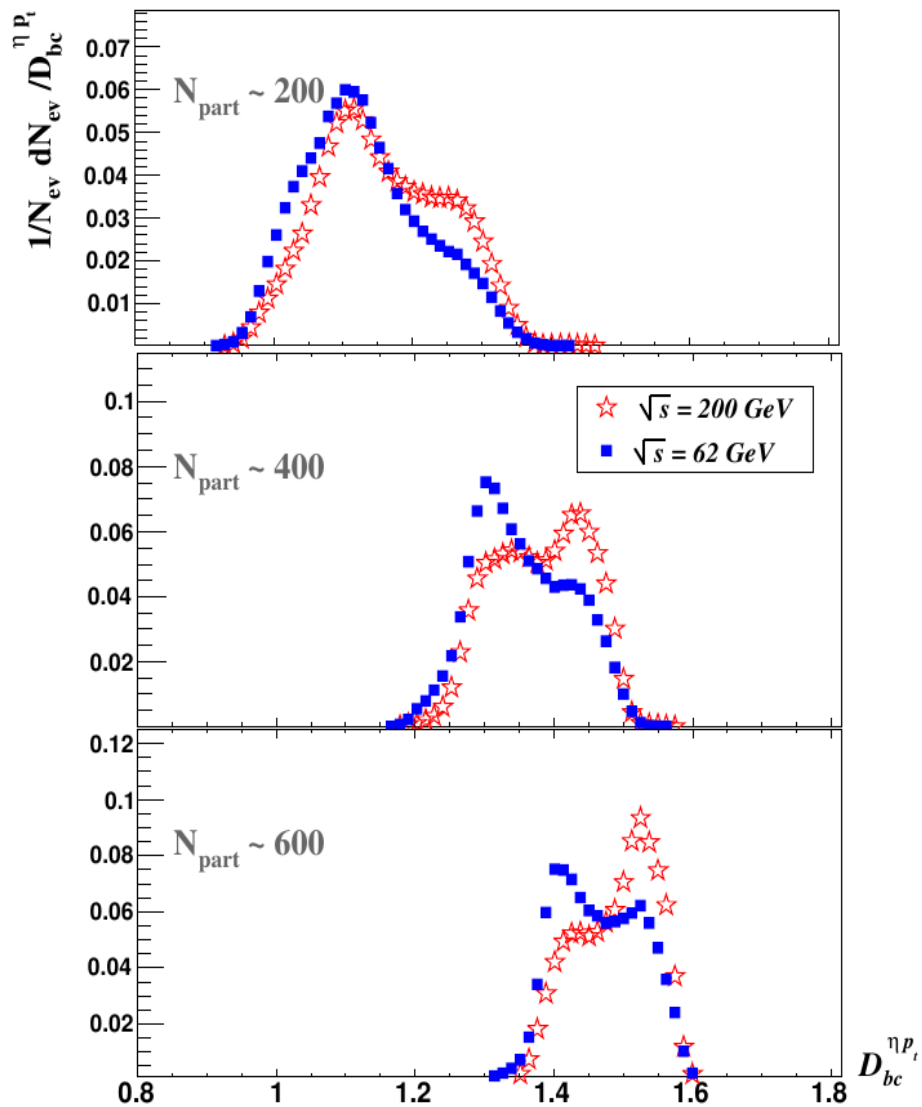 1/N_ev dN_ev /D_bc^η p_t
0.07
0.06
0.05
0.04
0.03
0.02
0.01
N_part ~ 200
0.1
0.08
0.06
0.04
0.02
N_part ~ 400
√s = 200 GeV
√s = 62 GeV
0.12
0.1
0.08
0.06
0.04
0.02
N_part ~ 600
0.8 1 1.2 1.4 1.6 1.8
D_bc^η p_t